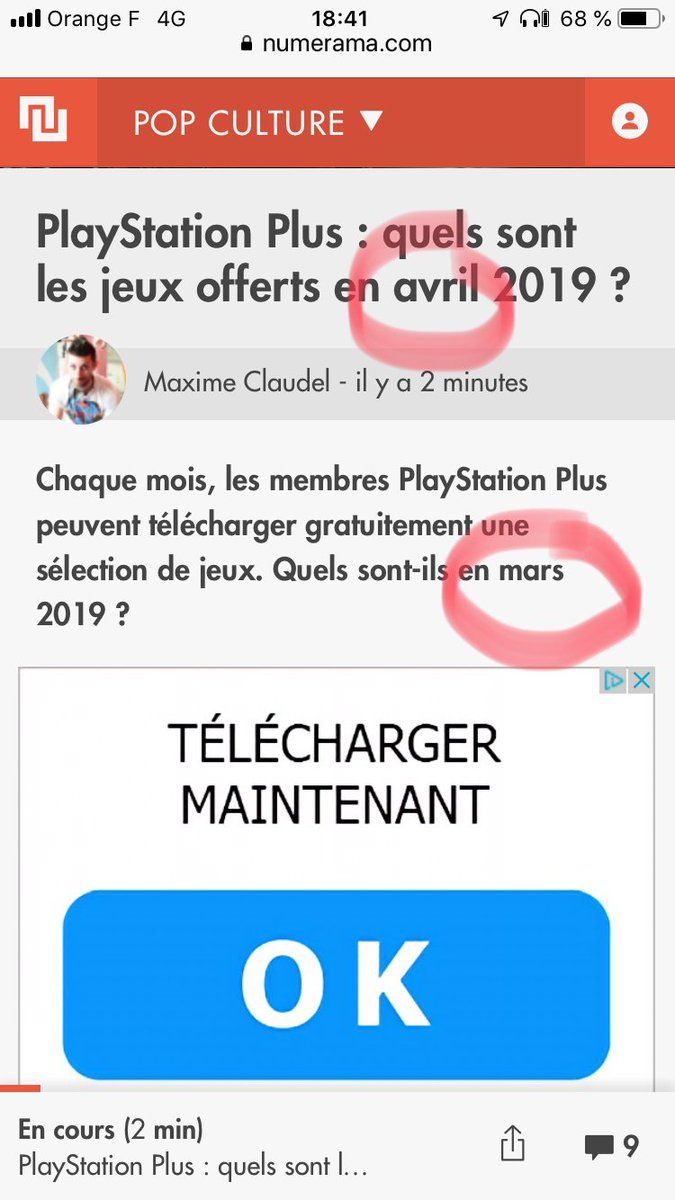 Orange F 4G 18:41 68 %
numerama.com
POP CULTURE ▼
PlayStation Plus : quels sont
les jeux offerts en avril 2019 ?
Maxime Claudel - il y a 2 minutes
Chaque mois, les membres PlayStation Plus
peuvent télécharger gratuitement une
sélection de jeux. Quels sont-ils en mars
2019 ?
TÉLÉCHARGER
MAINTENANT
OK
En cours (2 min)
PlayStation Plus : quels sont l…
9